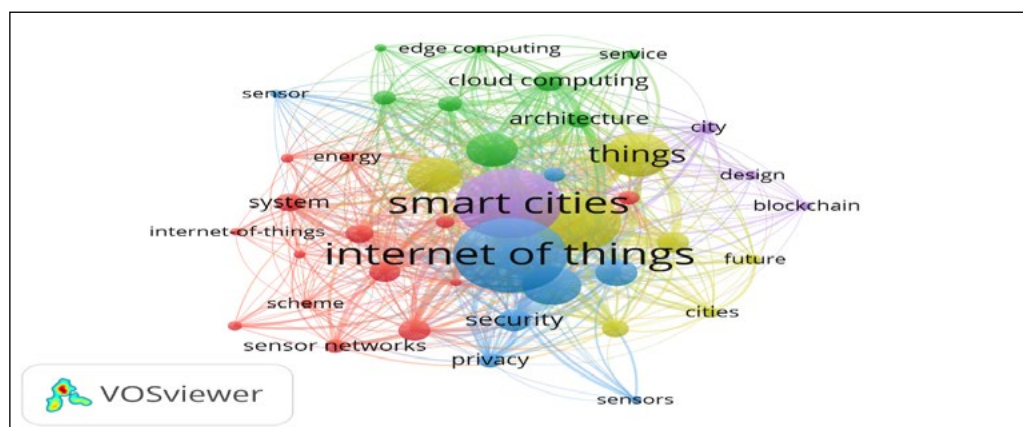 edge computing
service
cloud computing
sensor
architecture
city
things
energy
design
smart cities
system
blockchain
internet-of-things
internet of things
future
scheme
cities
security
sensor networks
privacy
VOSviewer
sensors